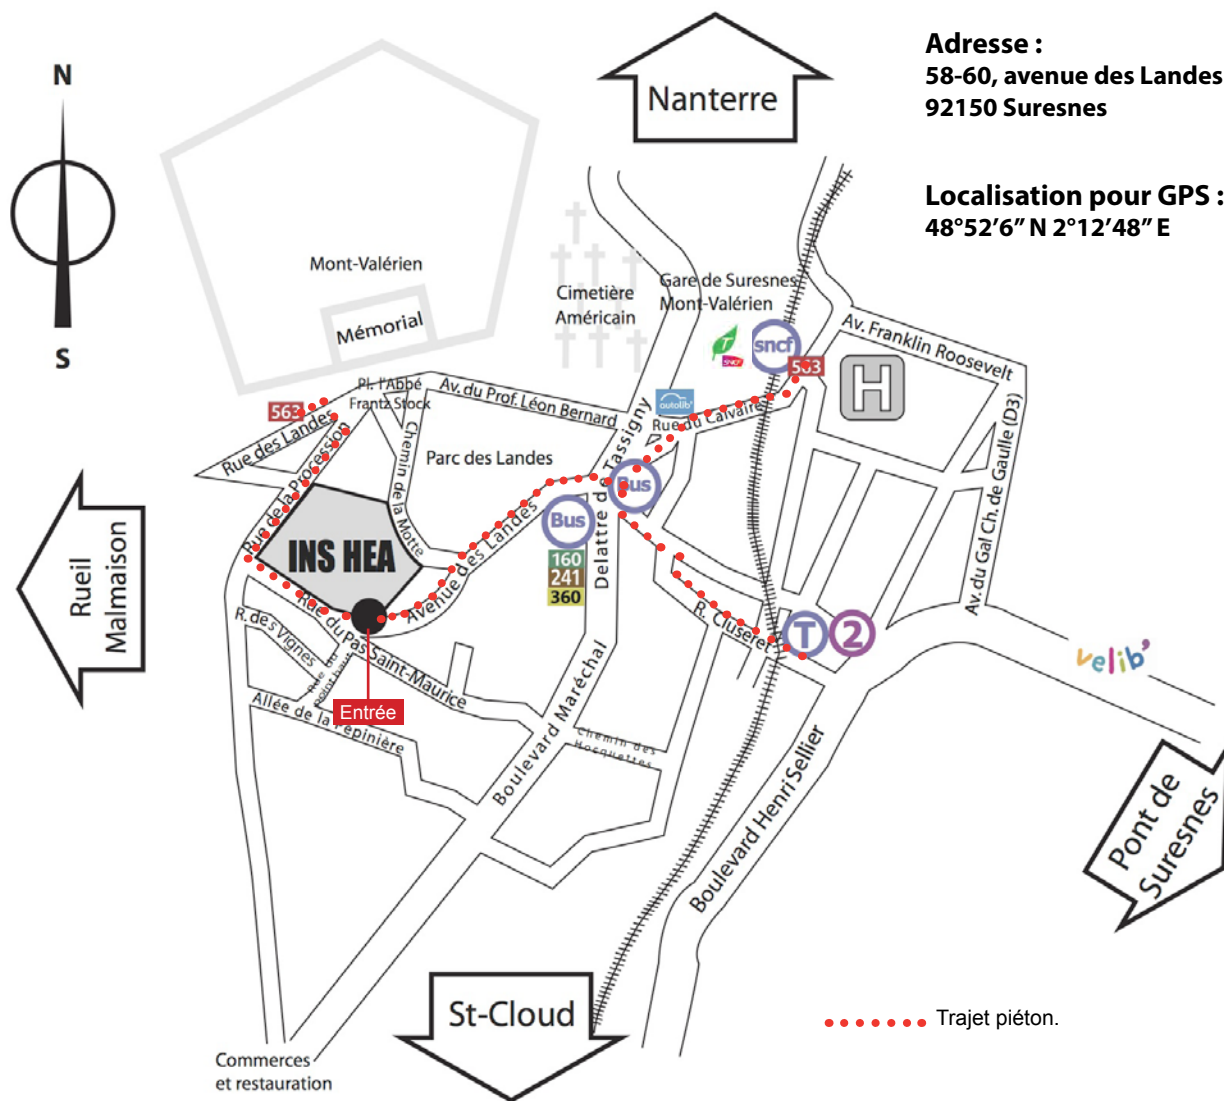 Adresse :
58-60, avenue des Landes
92150 Suresnes
Localisation pour GPS :
48°52’6” N 2°12’48” E
N
S
Nanterre
Mont-Valérien
Mémorial
Cimetière
Américain
Gare de Suresnes
Mont-Valérien
T
SNCF
sncf
563
Av. Franklin Roosevelt
H
autolib'
Rue du Calvaire
Pl. l'Abbé
Frantz Stock
563
Rue des Landes
Av. du Prof. Léon Bernard
Chemin de la Motte
Parc des Landes
Rue de la Procession
INS HEA
Avenue des Landes
Bus
Bus
160
241
360
Boulevard Maréchal Delattre de Tassigny
Av. du Gal Ch. de Gaulle (D3)
R. Cluseret
T
2
velib'
Rueil
Malmaison
R. des Vignes
Rue du Pas Saint-Maurice
Rue du
point haut
Entrée
Allée de la Pépinière
Chemin des
Hocquettes
Boulevard Henri Sellier
Pont de
Suresnes
St-Cloud
Trajet piéton.
Commerces
et restauration